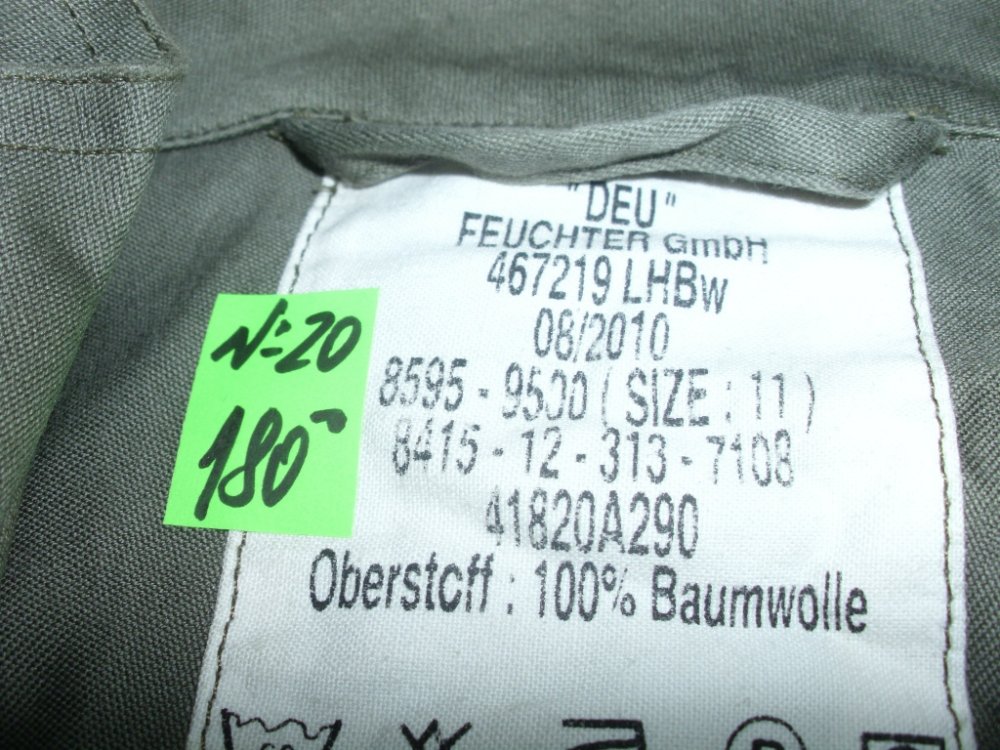 "DEU"
FEUCHTER GmbH
467219 LHBw
08/2010
8595 - 9500 ( SIZE : 11 )
8415 - 12 - 313 - 7108
41820A290
Oberstoff : 100% Baumwolle
N:20
180